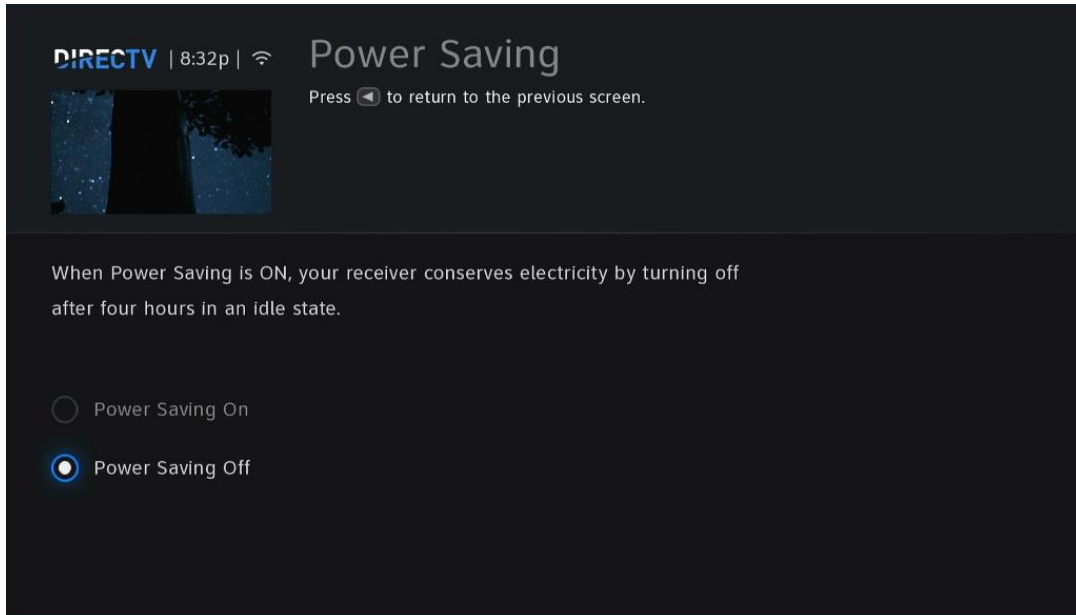 DIRECTV | 8:32p |
Power Saving
Press ◀ to return to the previous screen.
When Power Saving is ON, your receiver conserves electricity by turning off
after four hours in an idle state.
Power Saving On
Power Saving Off